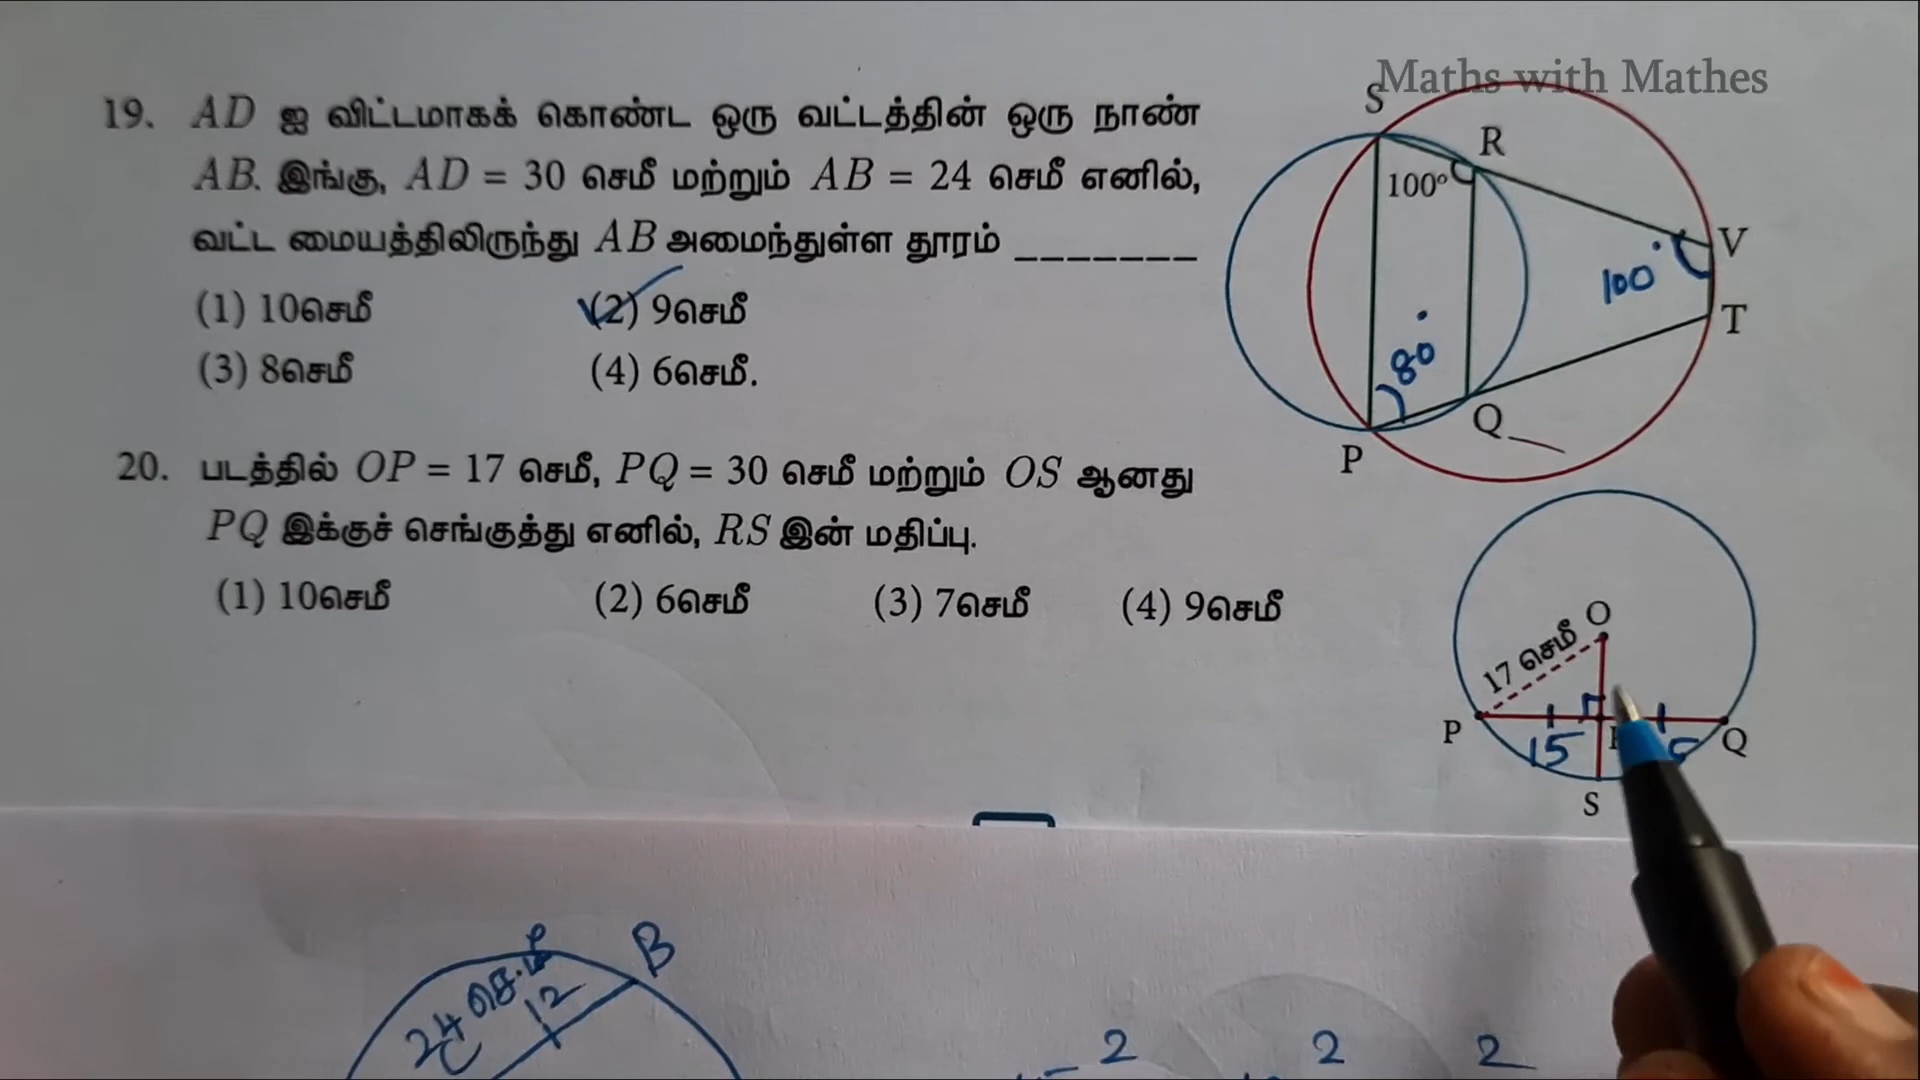 Maths with Mathes
19. AD ஐ விட்டமாகக் கொண்ட ஒரு வட்டத்தின் ஒரு நாண்
AB. இங்கு, AD = 30 செமீ மற்றும் AB = 24 செமீ எனில்,
வட்ட மையத்திலிருந்து AB அமைந்துள்ள தூரம் _______
(1) 10செமீ (2) 9செமீ
(3) 8செமீ (4) 6செமீ.
S
R
100°
V
100°
T
80°
Q
P
20. படத்தில் OP = 17 செமீ, PQ = 30 செமீ மற்றும் OS ஆனது
PQ இக்குச் செங்குத்து எனில், RS இன் மதிப்பு.
(1) 10செமீ (2) 6செமீ (3) 7செமீ (4) 9செமீ
O
17 செமீ
P
15
Q
S
B
24 செ.மீ
12
2 2 2